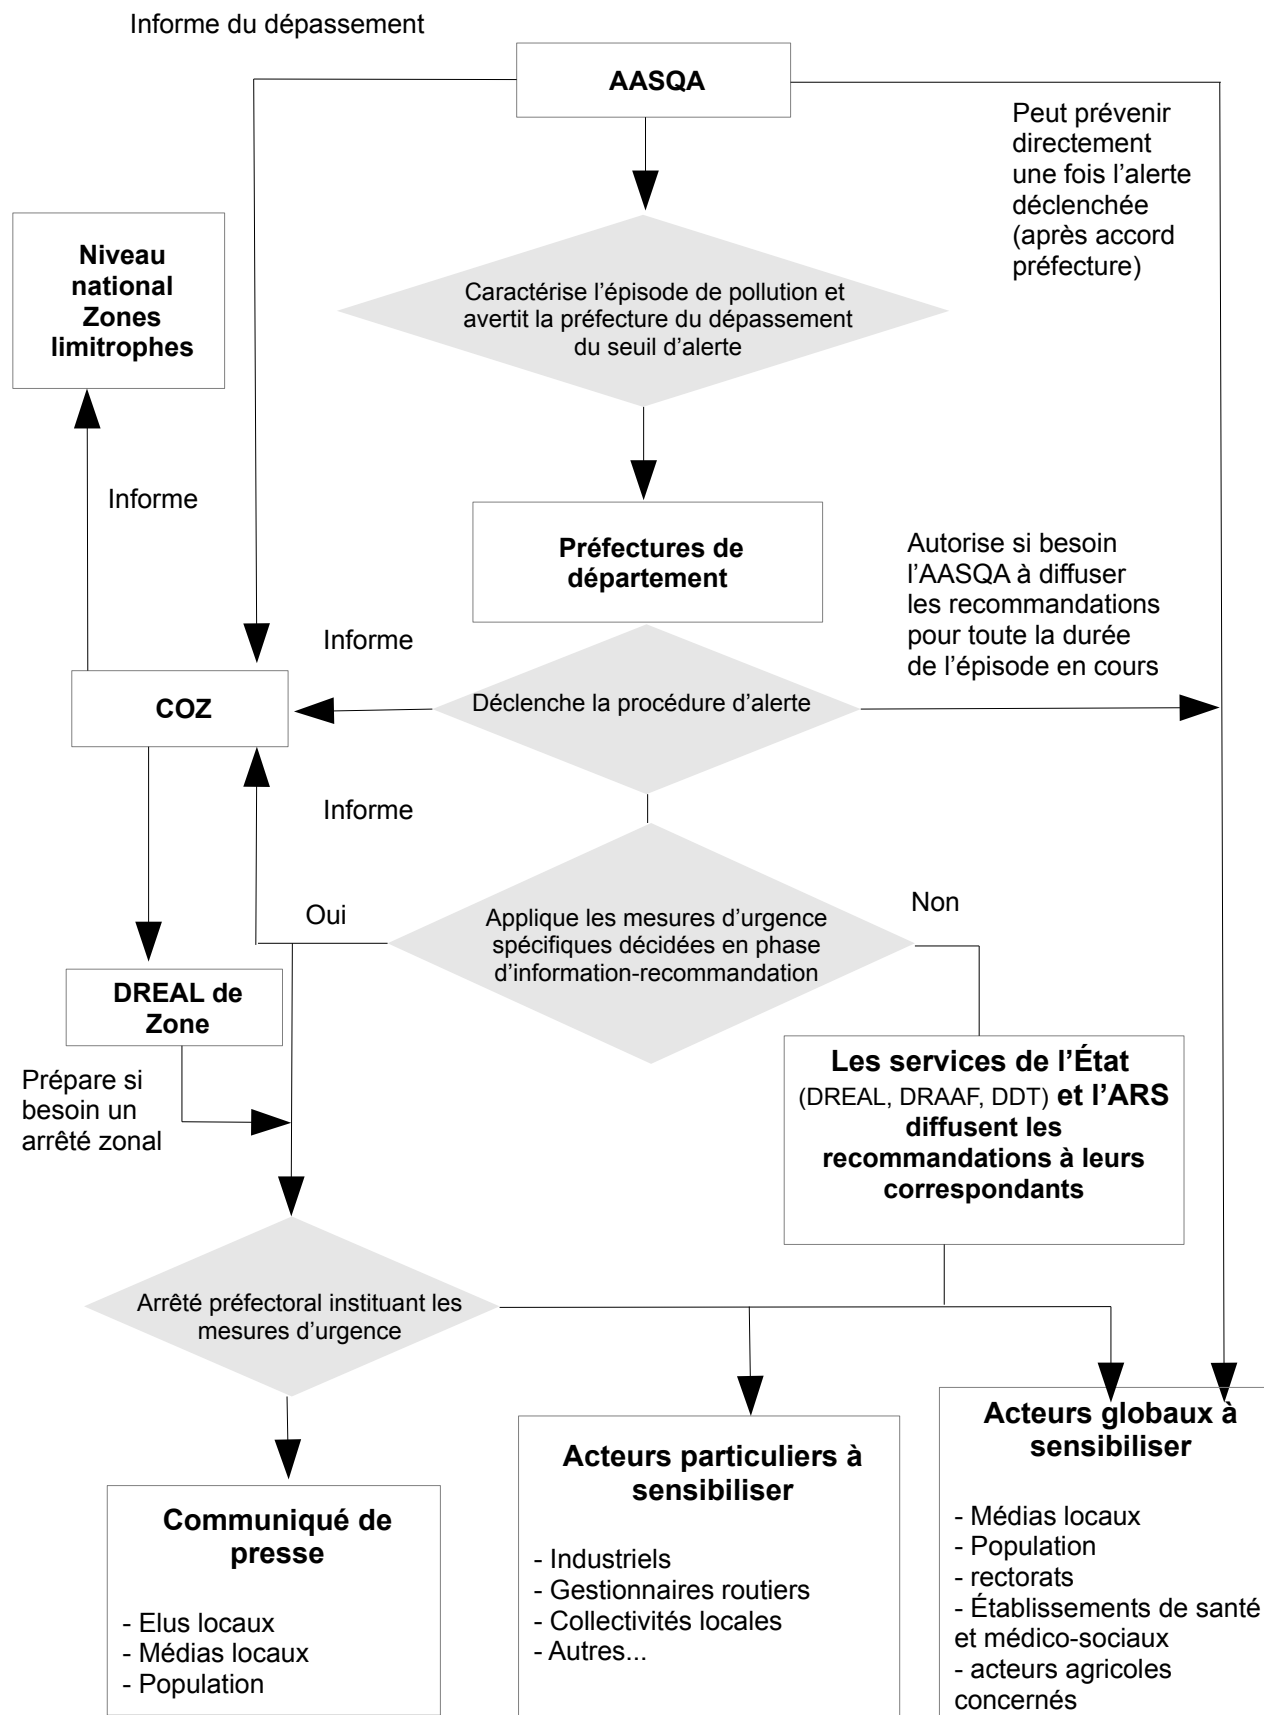 Informe du dépassement
AASQA
Peut prévenir
directement
une fois l'alerte
déclenchée
(après accord
préfecture)
Niveau
national
Zones
limitrophes
Caractérise l'épisode de pollution et
avertit la préfecture du dépassement
du seuil d'alerte
Informe
Préfectures de
département
Autorise si besoin
l'AASQA à diffuser
les recommandations
pour toute la durée
de l'épisode en cours
Informe
COZ
Déclenche la procédure d'alerte
Informe
Oui
Applique les mesures d'urgence
spécifiques décidées en phase
d'information-recommandation
Non
DREAL de
Zone
Prépare si
besoin un
arrêté zonal
Les services de l'État
(DREAL, DRAAF, DDT) et l'ARS
diffusent les
recommandations à leurs
correspondants
Arrêté préfectoral instituant les
mesures d'urgence
Communiqué de
presse
- Elus locaux
- Médias locaux
- Population
Acteurs particuliers à
sensibiliser
- Industriels
- Gestionnaires routiers
- Collectivités locales
- Autres...
Acteurs globaux à
sensibiliser
- Médias locaux
- Population
- rectorats
- Établissements de santé
et médico-sociaux
- acteurs agricoles
concernés